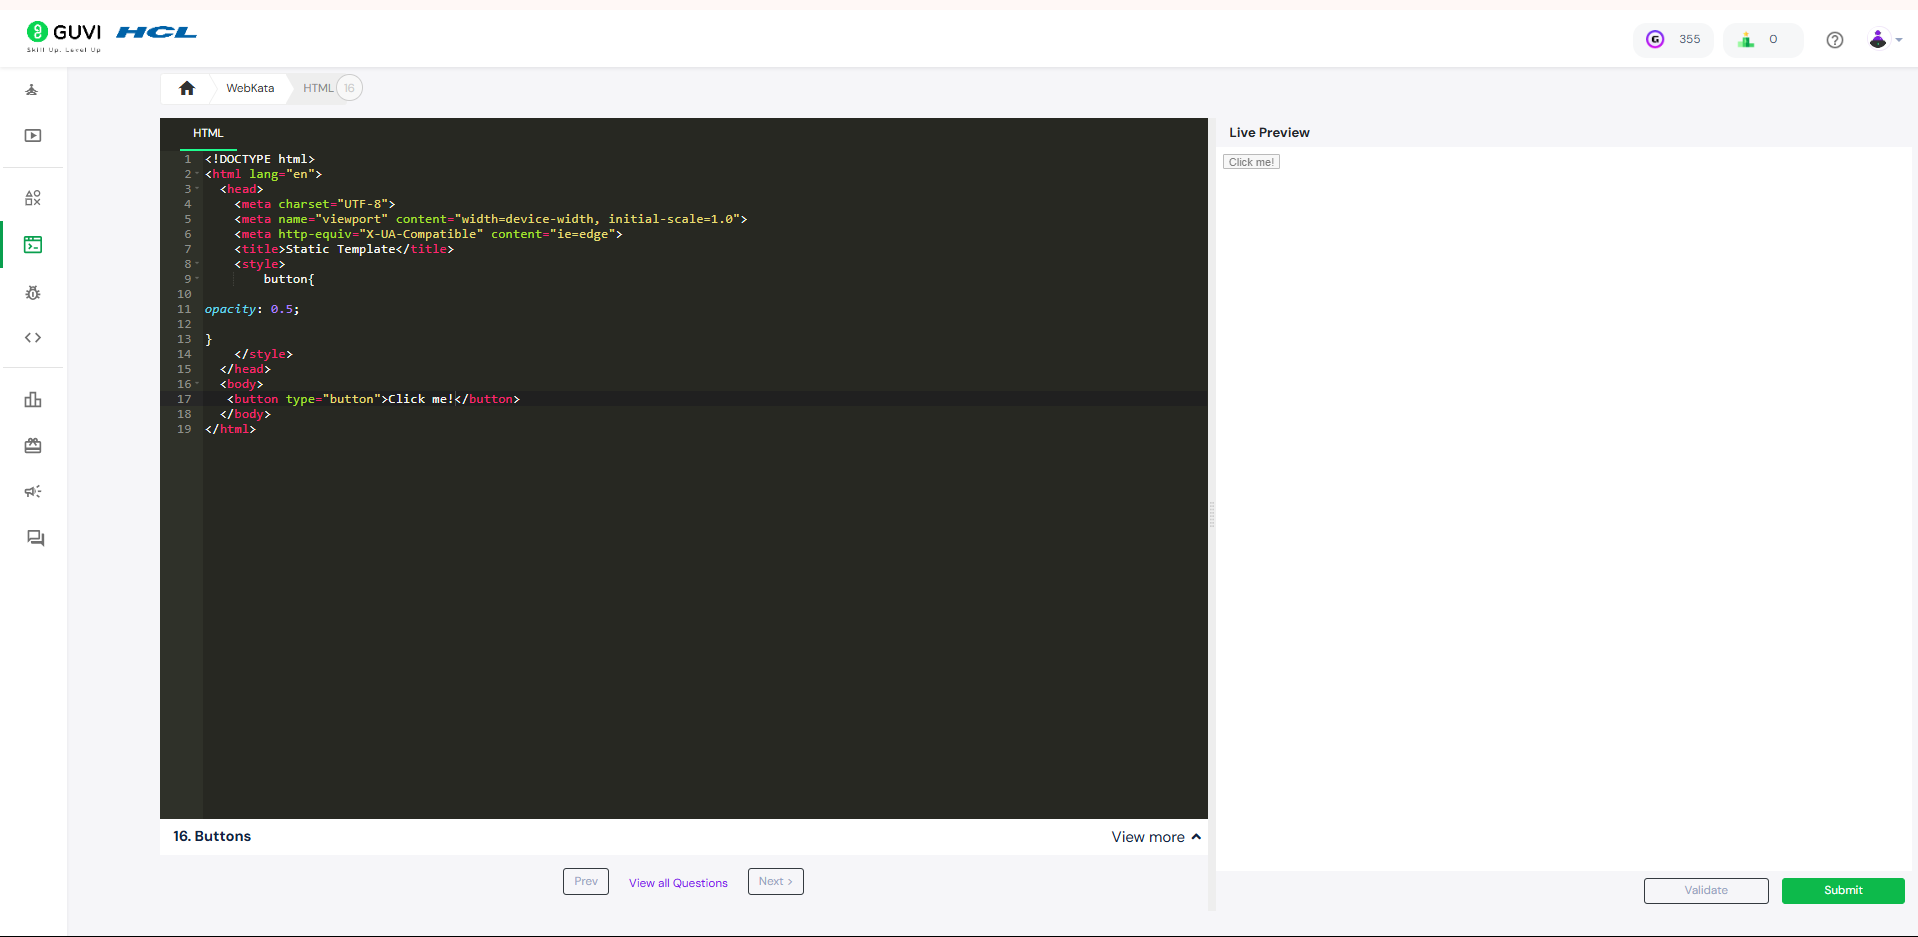 GUVI HCL
Skill Up. Level Up
G 355 0
WebKata HTML 16
HTML
1 <!DOCTYPE html>
2 <html lang="en">
3 <head>
4 <meta charset="UTF-8">
5 <meta name="viewport" content="width=device-width, initial-scale=1.0">
6 <meta http-equiv="X-UA-Compatible" content="ie=edge">
7 <title>Static Template</title>
8 <style>
9 button{
10
11 opacity: 0.5;
12
13 }
14 </style>
15 </head>
16 <body>
17 <button type="button">Click me!</button>
18 </body>
19 </html>
16. Buttons View more
Prev View all Questions Next >
Live Preview
Click me!
Validate Submit